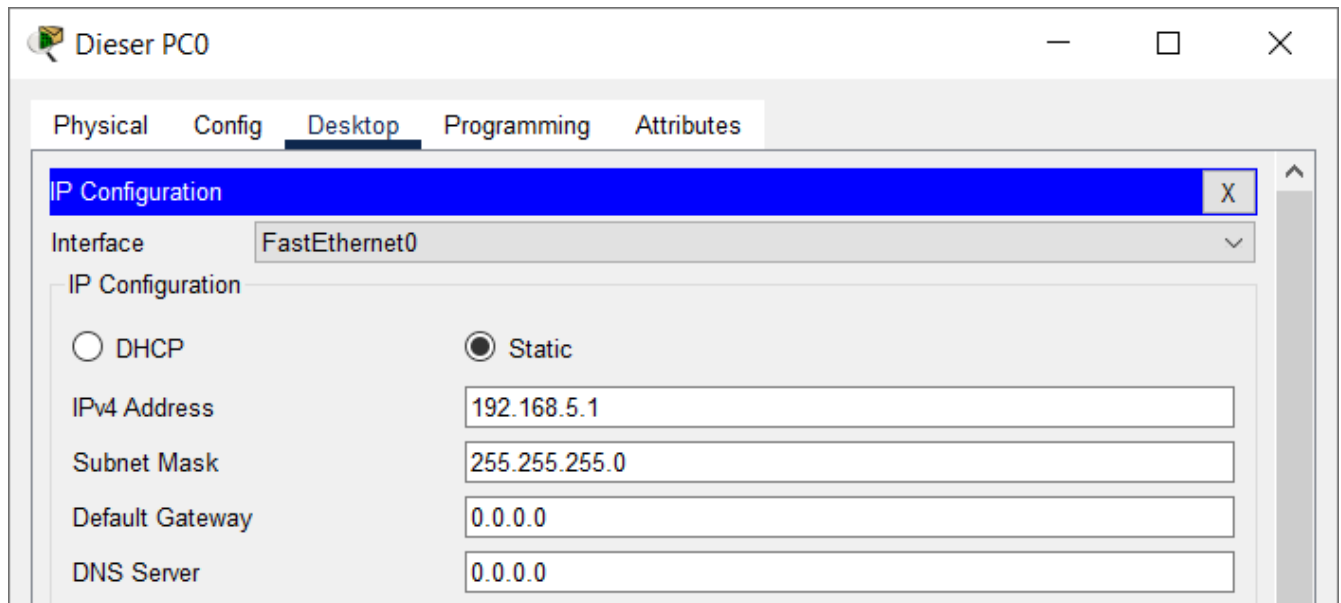 Dieser PC0
Physical Config Desktop Programming Attributes
IP Configuration X
Interface FastEthernet0
IP Configuration
DHCP Static
IPv4 Address 192.168.5.1
Subnet Mask 255.255.255.0
Default Gateway 0.0.0.0
DNS Server 0.0.0.0